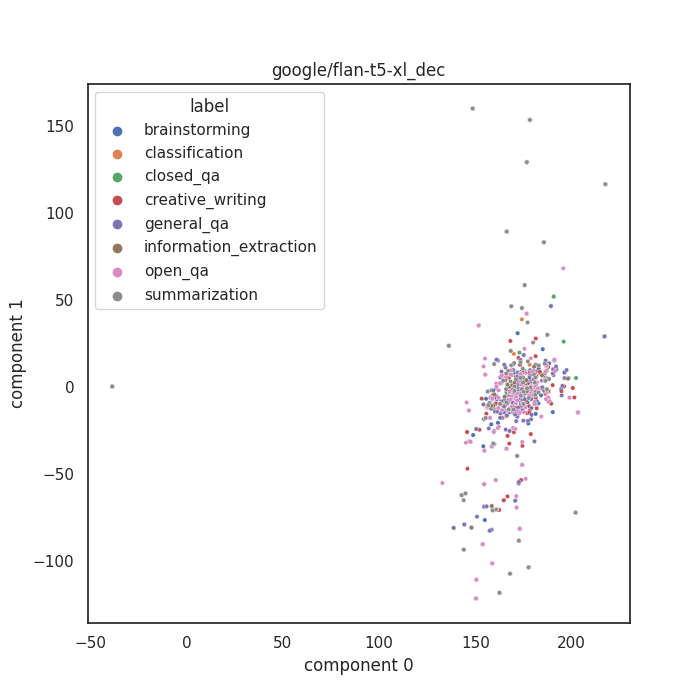 google/flan-t5-xl_dec
label
brainstorming
classification
closed_qa
creative_writing
general_qa
information_extraction
open_qa
summarization
150
100
50
0
−50
−100
component 1
−50 0 50 100 150 200
component 0